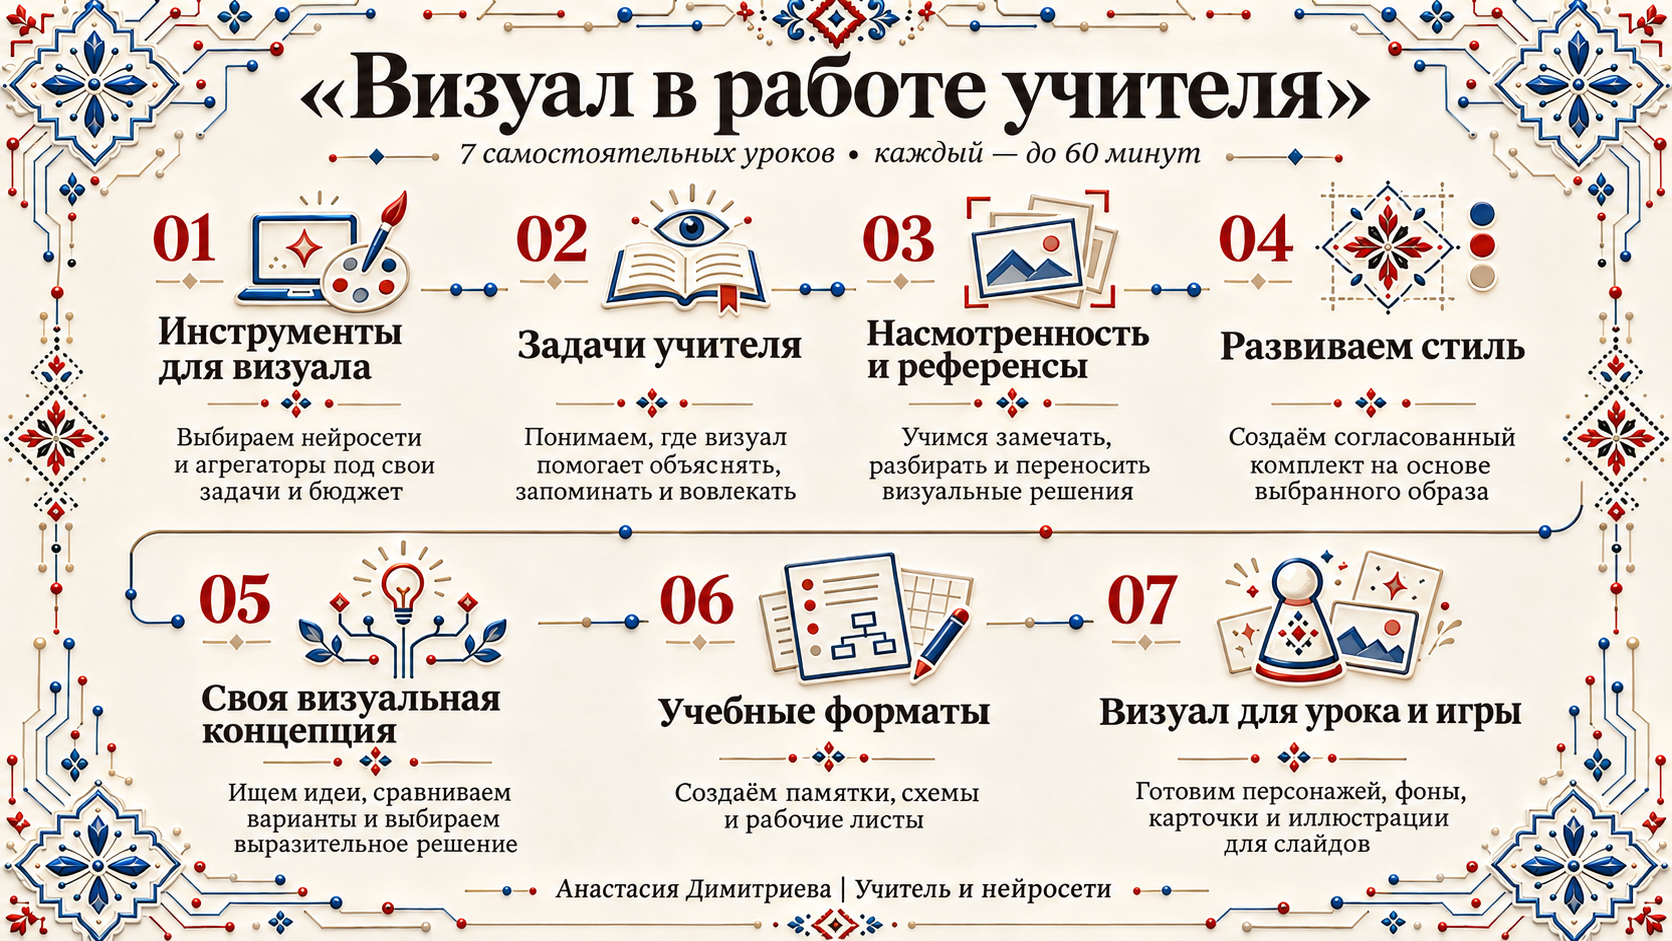 «Визуал в работе учителя»
7 самостоятельных уроков • каждый — до 60 минут
01
Инструменты
для визуала
Выбираем нейросети
и агрегаторы под свои
задачи и бюджет
02
Задачи учителя
Понимаем, где визуал
помогает объяснять,
запоминать и вовлекать
03
Насмотренность
и референсы
Учимся замечать,
разбирать и переносить
визуальные решения
04
Развиваем стиль
Создаём согласованный
комплект на основе
выбранного образа
05
Своя визуальная
концепция
Ищем идеи, сравниваем
варианты и выбираем
выразительное решение
06
Учебные форматы
Создаём памятки, схемы
и рабочие листы
07
Визуал для урока и игры
Готовим персонажей, фоны,
карточки и иллюстрации
для слайдов
Анастасия Димитриева | Учитель и нейросети